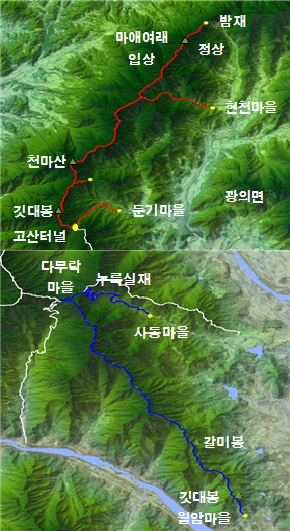 밤재
마애여래
입상
정상
현천마을
천마산
광의면
깃대봉
둔기마을
고산터널
다무락
마을
누룩실재
사동마을
갈미봉
깃대봉
월암마을